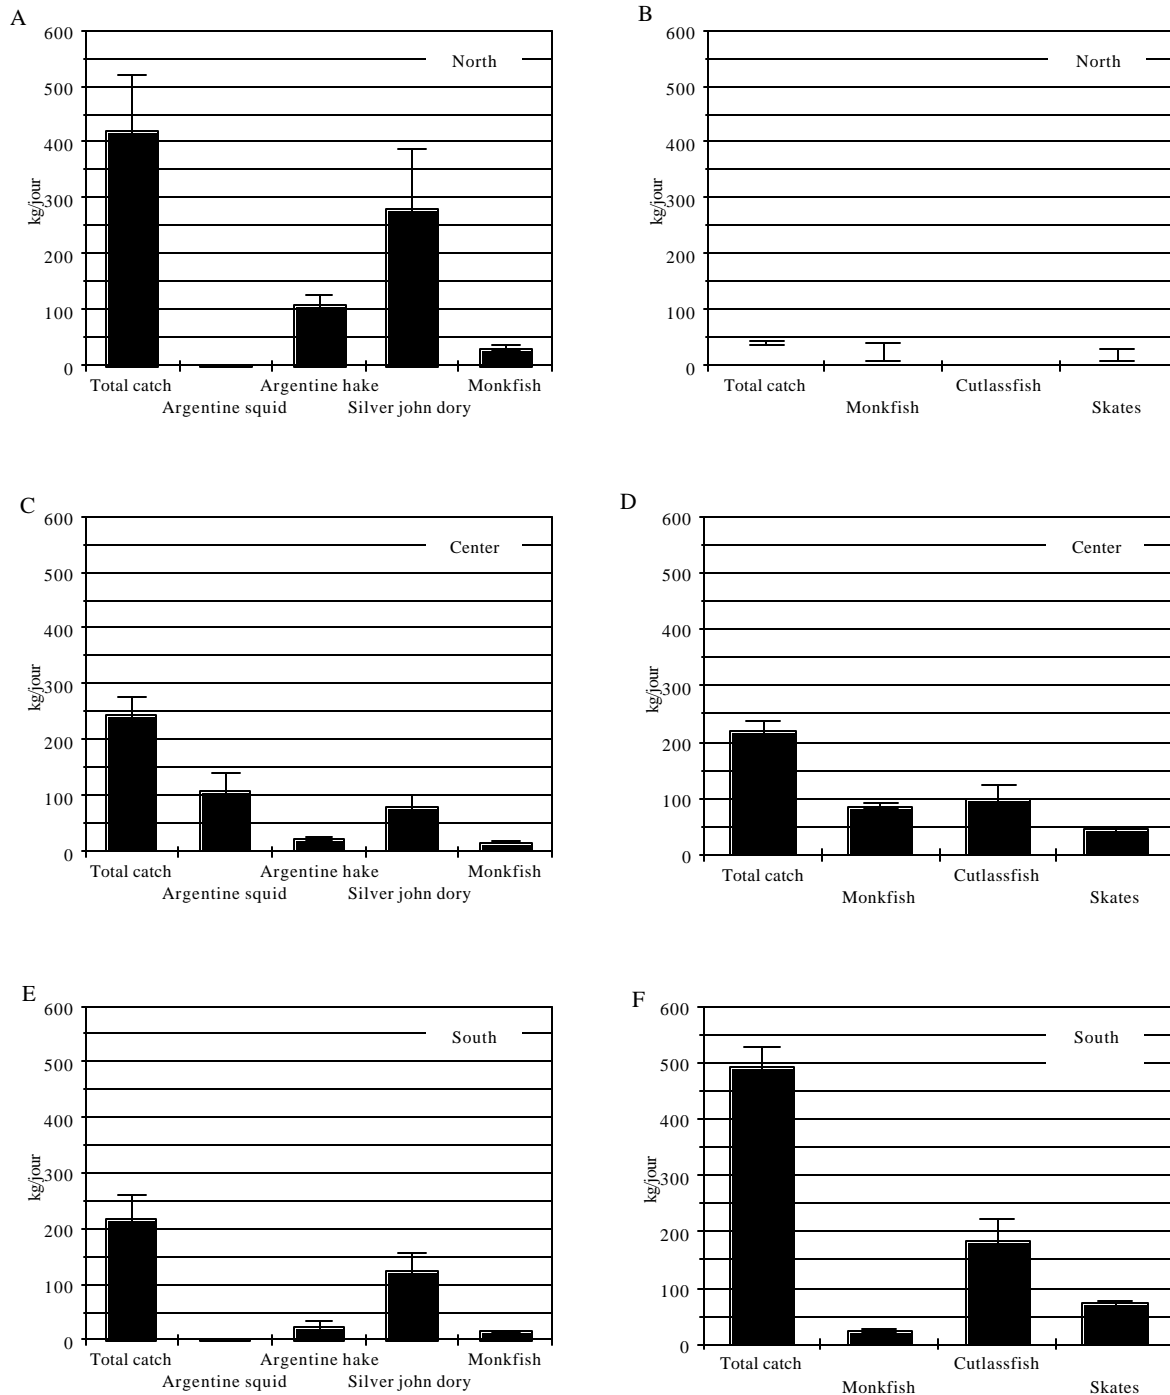 A
600
North
500
400
300
200
100
0
kg/jour
Total catch
Argentine hake
Monkfish
Argentine squid
Silver john dory
B
600
North
500
400
300
200
100
0
kg/jour
Total catch
Cutlassfish
Monkfish
Skates
C
600
Center
500
400
300
200
100
0
kg/jour
Total catch
Argentine hake
Monkfish
Argentine squid
Silver john dory
D
600
Center
500
400
300
200
100
0
kg/jour
Total catch
Cutlassfish
Monkfish
Skates
E
600
South
500
400
300
200
100
0
kg/jour
Total catch
Argentine hake
Monkfish
Argentine squid
Silver john dory
F
600
South
500
400
300
200
100
0
kg/jour
Total catch
Cutlassfish
Monkfish
Skates